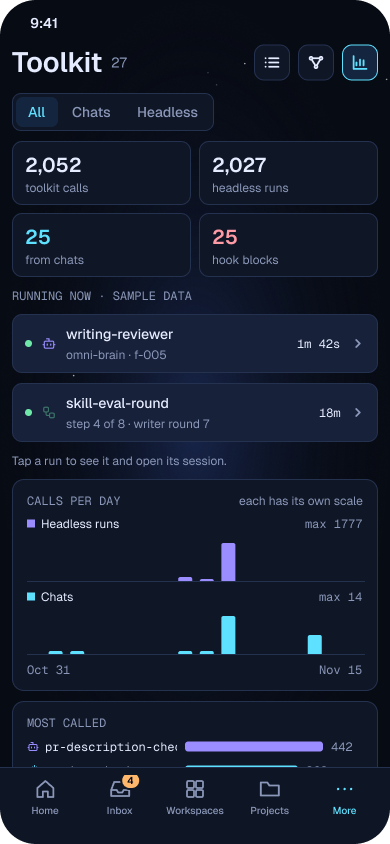 9:41
Toolkit 27
All Chats Headless
2,052
toolkit calls
2,027
headless runs
25
from chats
25
hook blocks
RUNNING NOW · SAMPLE DATA
writing-reviewer
omni-brain · f-005
1m 42s
skill-eval-round
step 4 of 8 · writer round 7
18m
Tap a run to see it and open its session.
CALLS PER DAY each has its own scale
Headless runs max 1777
Chats max 14
Oct 31 Nov 15
MOST CALLED
pr-description-chec 442
4
Home Inbox Workspaces Projects More